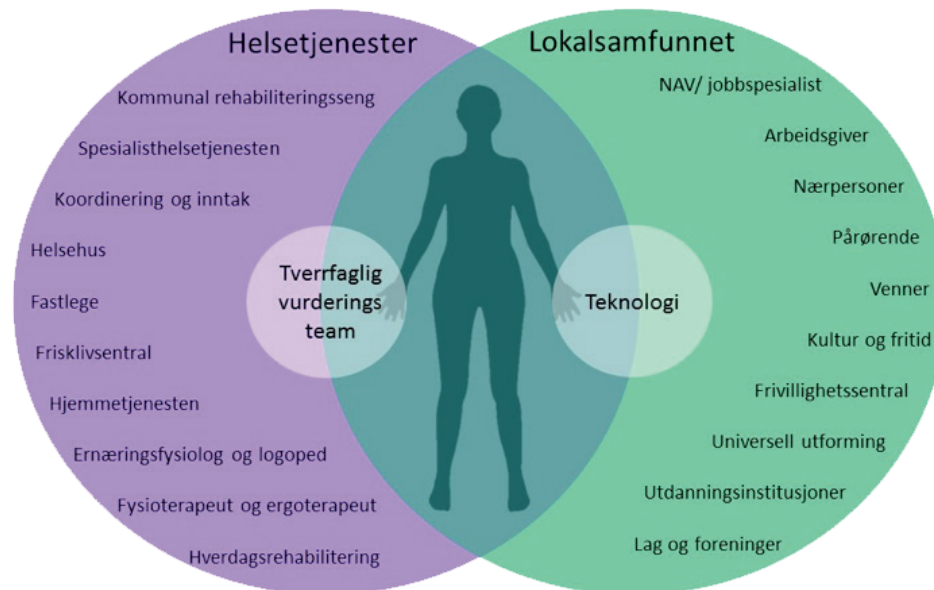 Helsetjenester
Kommunal rehabiliteringsseng
Spesialisthelsetjenesten
Koordinering og inntak
Helsehus
Fastlege
Frisklivsentral
Hjemmetjenesten
Ernæringsfysiolog og logoped
Fysioterapeut og ergoterapeut
Hverdagsrehabilitering
Tverrfaglig
vurderings
team
Lokalsamfunnet
NAV/ jobbspesialist
Arbeidsgiver
Nærpersoner
Pårørende
Venner
Kultur og fritid
Frivillighetssentral
Universell utforming
Utdanningsinstitusjoner
Lag og foreninger
Teknologi